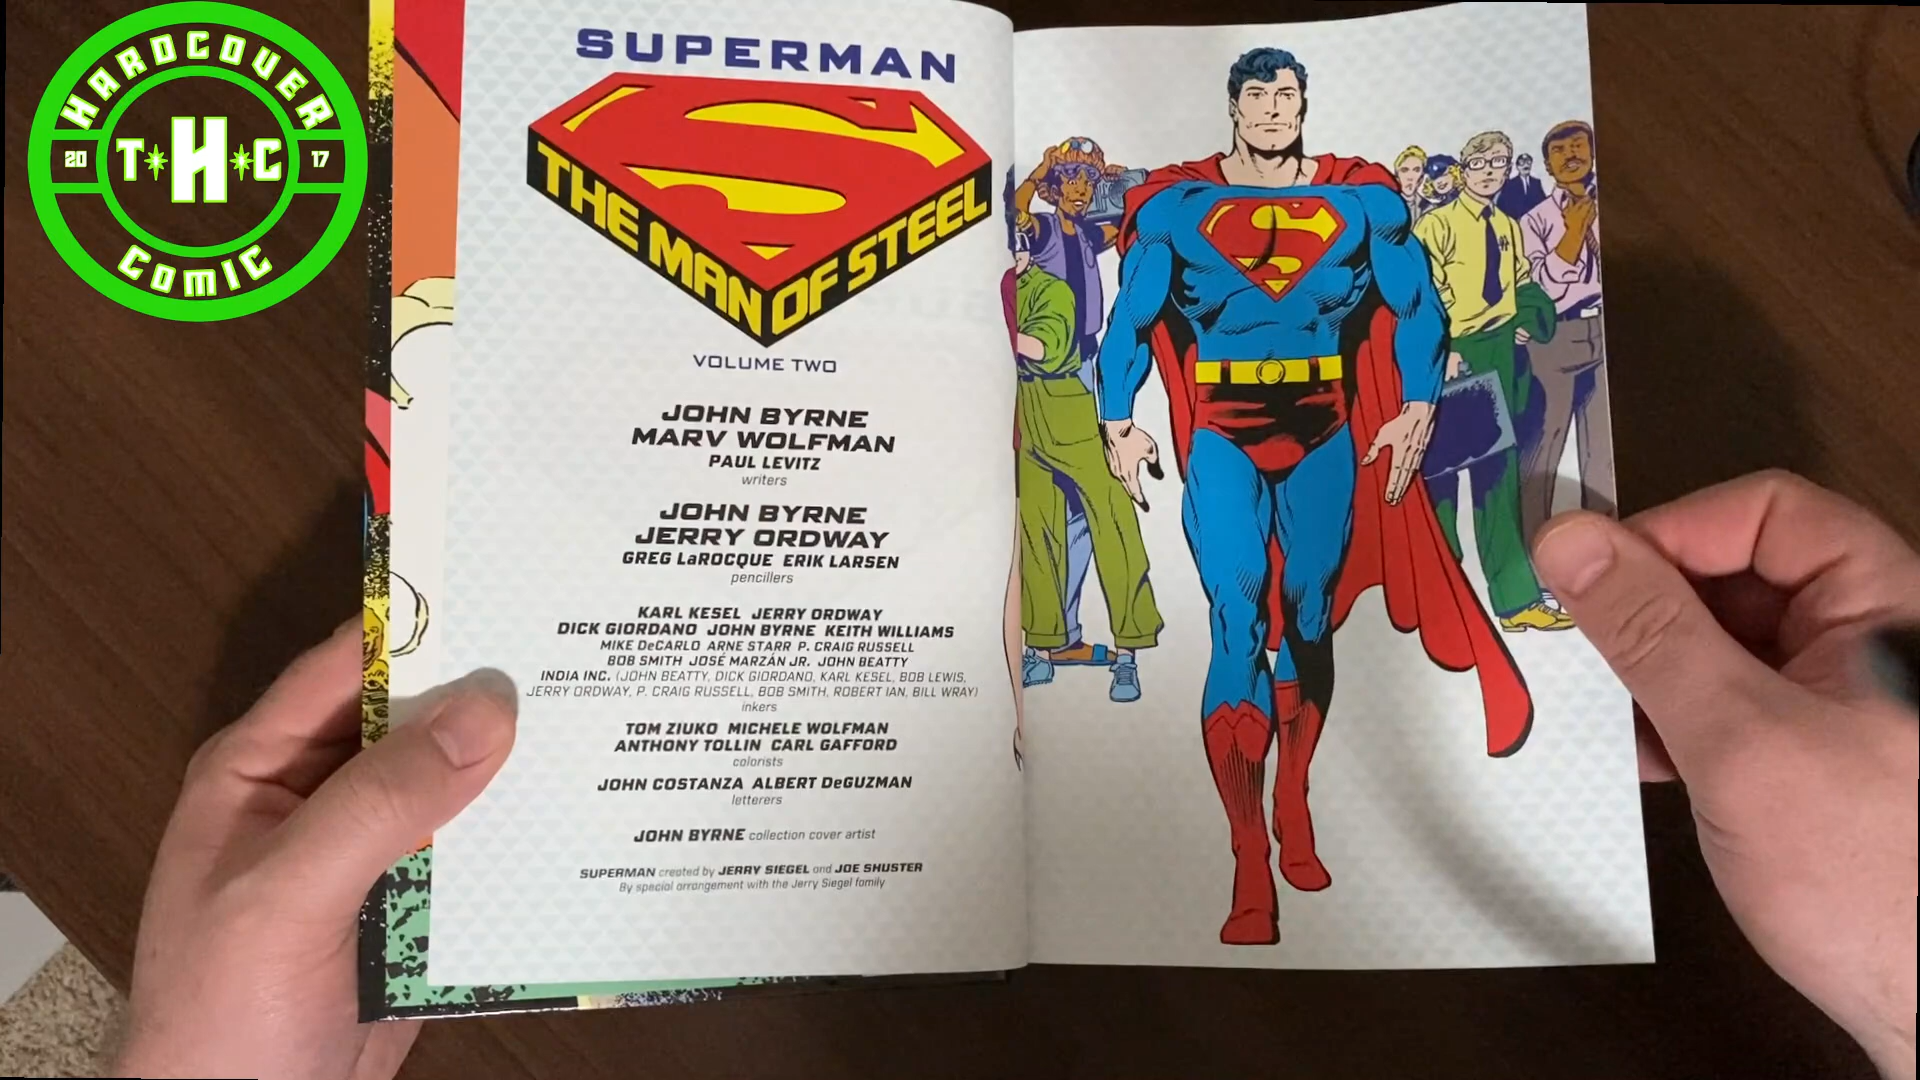 HARDCOVER
20 T*H*C 17
COMIC
SUPERMAN
S
THE MAN OF STEEL
VOLUME TWO
JOHN BYRNE
MARV WOLFMAN
PAUL LEVITZ
writers
JOHN BYRNE
JERRY ORDWAY
GREG LaROCQUE ERIK LARSEN
pencillers
KARL KESEL JERRY ORDWAY
DICK GIORDANO JOHN BYRNE KEITH WILLIAMS
MIKE DeCARLO ARNE STARR P. CRAIG RUSSELL
BOB SMITH JOSÉ MARZÁN JR. JOHN BEATTY
INDIA INC. (JOHN BEATTY, DICK GIORDANO, KARL KESEL, BOB LEWIS,
JERRY ORDWAY, P. CRAIG RUSSELL, BOB SMITH, ROBERT IAN, BILL WRAY)
inkers
TOM ZIUKO MICHELE WOLFMAN
ANTHONY TOLLIN CARL GAFFORD
colorists
JOHN COSTANZA ALBERT DeGUZMAN
letterers
JOHN BYRNE collection cover artist
SUPERMAN created by JERRY SIEGEL and JOE SHUSTER
By special arrangement with the Jerry Siegel family
S